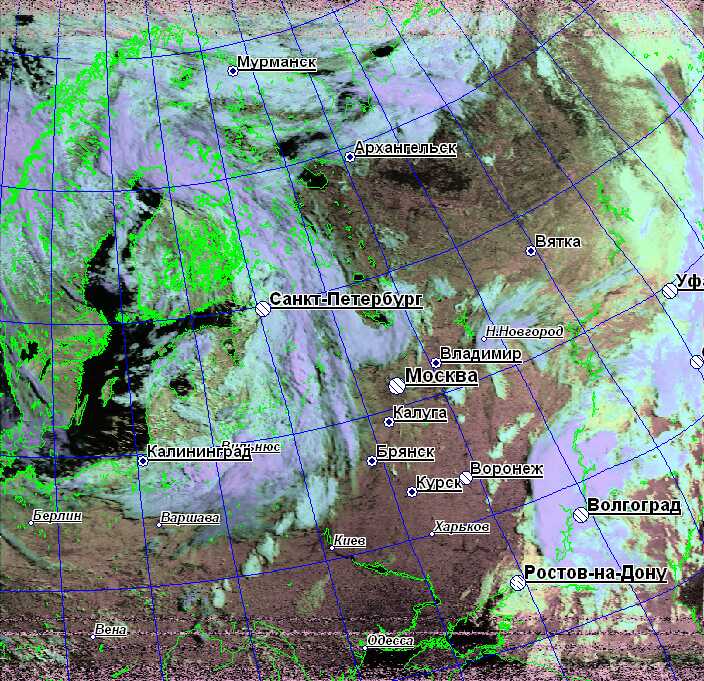 Мурманск
Архангельск
Вятка
Уфа
Санкт-Петербург
Н.Новгород
Владимир
Москва
Калуга
Вильнюс
Калининград
Брянск
Воронеж
Курск
Волгоград
Берлин
Варшава
Харьков
Киев
Ростов-на-Дону
Вена
Одесса